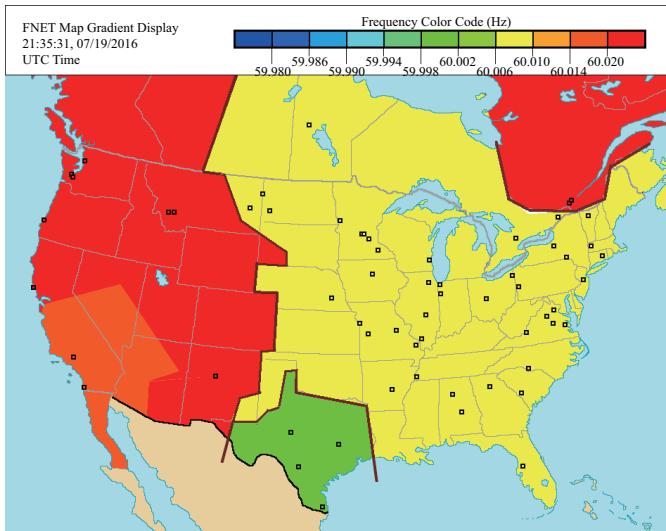 FNET Map Gradient Display
21:35:31, 07/19/2016
UTC Time
Frequency Color Code (Hz)
59.980 59.986 59.990 59.994 59.998 60.002 60.006 60.010 60.014 60.020